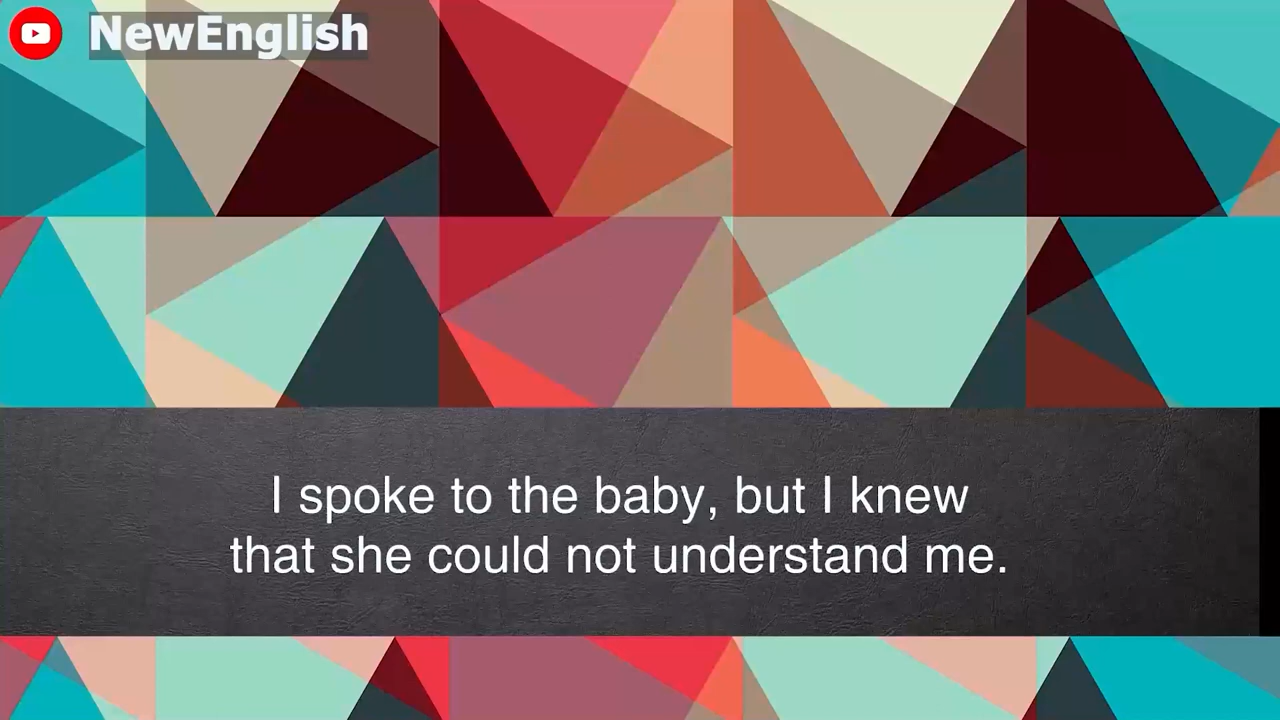 NewEnglish
I spoke to the baby, but I knew
that she could not understand me.